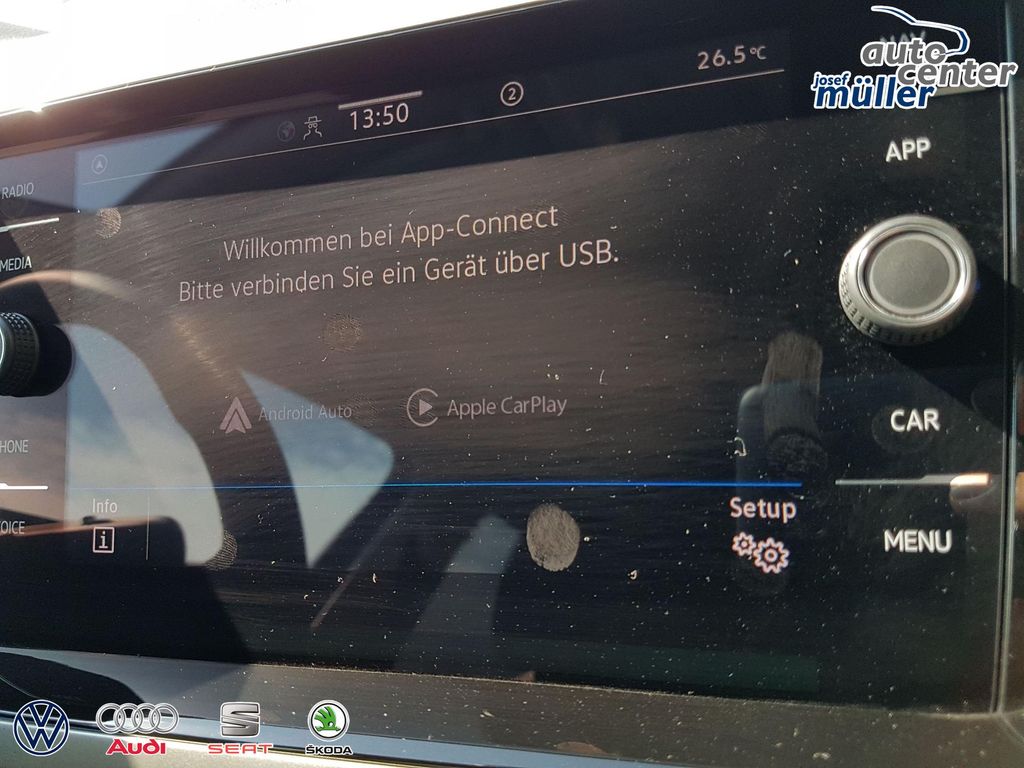 NAV
auto
center
josef
müller
26.5°C
2
13:50
APP
RADIO
MEDIA
Willkommen bei App-Connect
Bitte verbinden Sie ein Gerät über USB.
Android Auto
Apple CarPlay
CAR
HONE
Info
i
Setup
OICE
MENU
AUDI
SEAT
ŠKODA